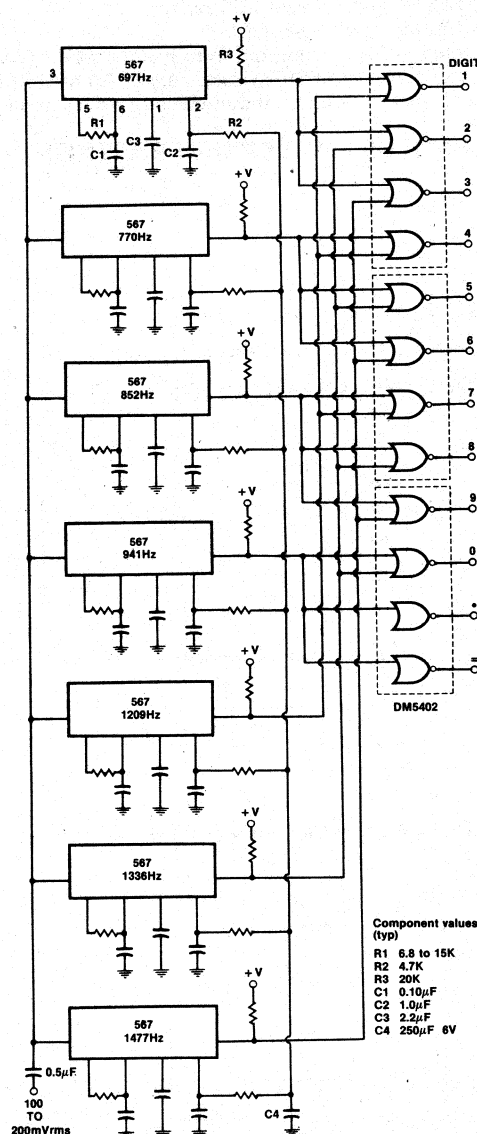 +V
R3
3
567
697Hz
5 6 1 2
R1
C1
C3
C2
R2
DIGIT
1
2
3
4
5
6
7
8
9
0
•
=
+V
567
770Hz
+V
567
852Hz
+V
567
941Hz
DM5402
+V
567
1209Hz
+V
567
1336Hz
Component values
(typ)
R1 6.8 to 15K
R2 4.7K
R3 20K
C1 0.10μF
C2 1.0μF
C3 2.2μF
C4 250μF 6V
+V
567
1477Hz
0.5μF
C4
100
TO
200mVrms